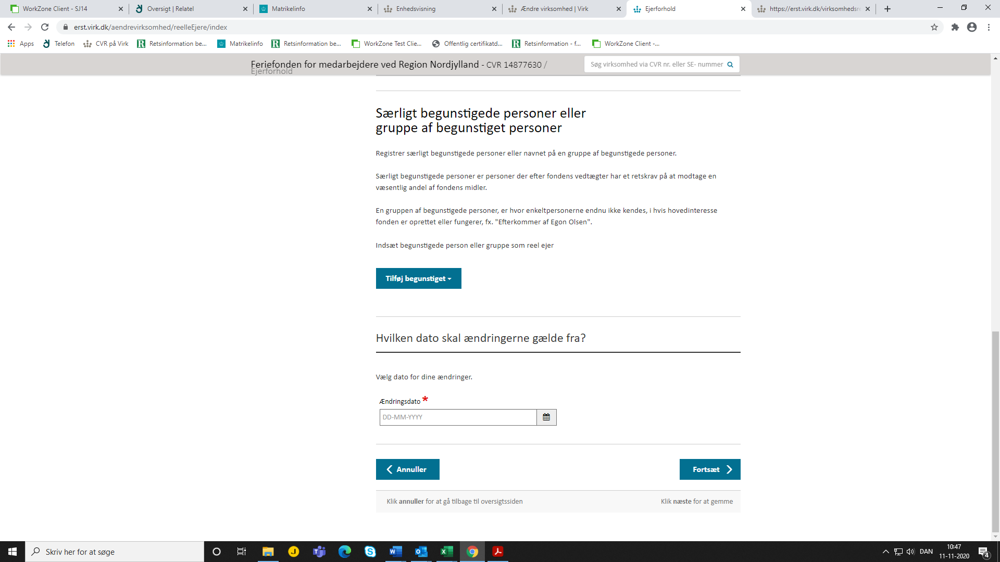 WorkZone Client - SJ14
Oversigt | Relatel
Matrikelinfo
Enhedsvisning
Ændre virksomhed | Virk
Ejerforhold
https://erst.virk.dk/virksomhedsre
erst.virk.dk/aendrevirksomhed/reelleEjere/index
Apps
Telefon
CVR på Virk
Retsinformation be...
Matrikelinfo
Retsinformation be...
WorkZone Test Clie...
Offentlig certifikatd...
Retsinformation - f...
WorkZone Client -...
Feriefonden for medarbejdere ved Region Nordjylland - CVR 14877630 /
Ejerforhold
Søg virksomhed via CVR nr. eller SE- nummer
Særligt begunstigede personer eller
gruppe af begunstiget personer
Registrer særligt begunstigede personer eller navnet på en gruppe af begunstigede personer.
Særligt begunstigede personer er personer der efter fondens vedtægter har et retskrav på at modtage en
væsentlig andel af fondens midler.
En gruppen af begunstigede personer, er hvor enkeltpersonerne endnu ikke kendes, i hvis hovedinteresse
fonden er oprettet eller fungerer, fx. "Efterkommer af Egon Olsen".
Indsæt begunstigede person eller gruppe som reel ejer
Tilføj begunstiget
Hvilken dato skal ændringerne gælde fra?
Vælg dato for dine ændringer.
Ændringsdato *
DD-MM-YYYY
Annuller
Fortsæt
Klik annuller for at gå tilbage til oversigtssiden
Klik næste for at gemme
Skriv her for at søge
DAN
10:47
11-11-2020
4